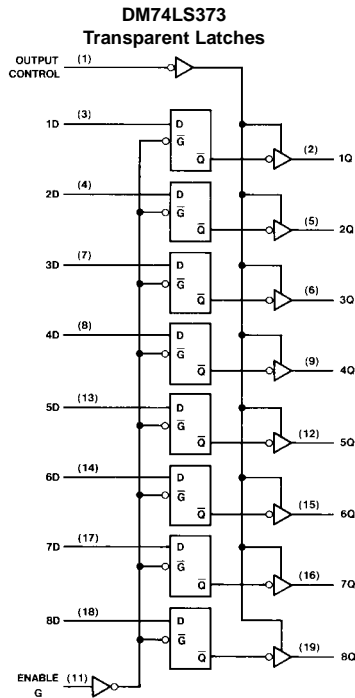 DM74LS373
Transparent Latches
OUTPUT CONTROL (1)
1D (3) D
G̅
Q̅ (2) 1Q
2D (4) D
G̅
Q̅ (5) 2Q
3D (7) D
G̅
Q̅ (6) 3Q
4D (8) D
G̅
Q̅ (9) 4Q
5D (13) D
G̅
Q̅ (12) 5Q
6D (14) D
G̅
Q̅ (15) 6Q
7D (17) D
G̅
Q̅ (16) 7Q
8D (18) D
G̅
Q̅ (19) 8Q
ENABLE G (11)